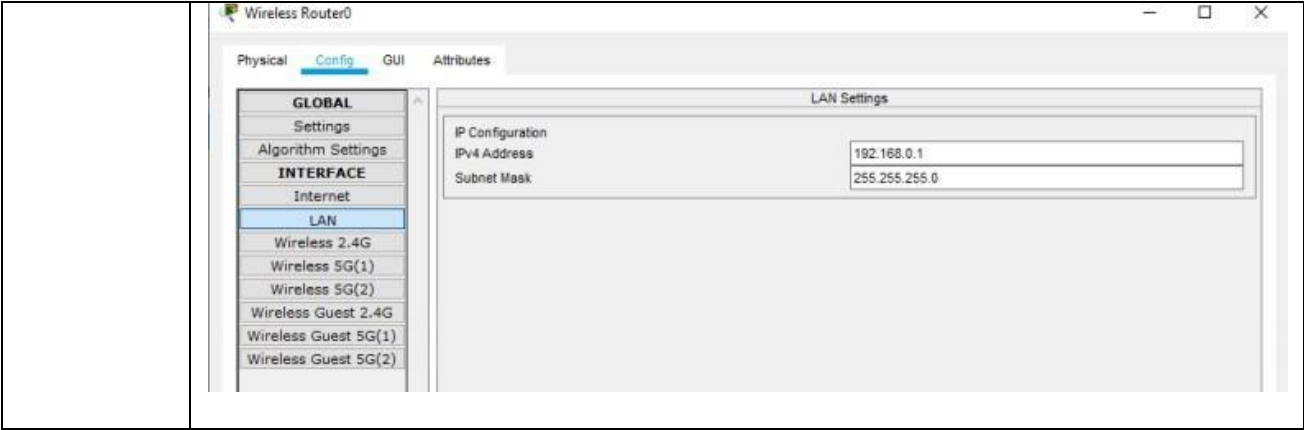 Wireless Router0
Physical Config GUI Attributes
GLOBAL
Settings
Algorithm Settings
INTERFACE
Internet
LAN
Wireless 2.4G
Wireless 5G(1)
Wireless 5G(2)
Wireless Guest 2.4G
Wireless Guest 5G(1)
Wireless Guest 5G(2)
LAN Settings
IP Configuration
IPv4 Address 192.168.0.1
Subnet Mask 255.255.255.0